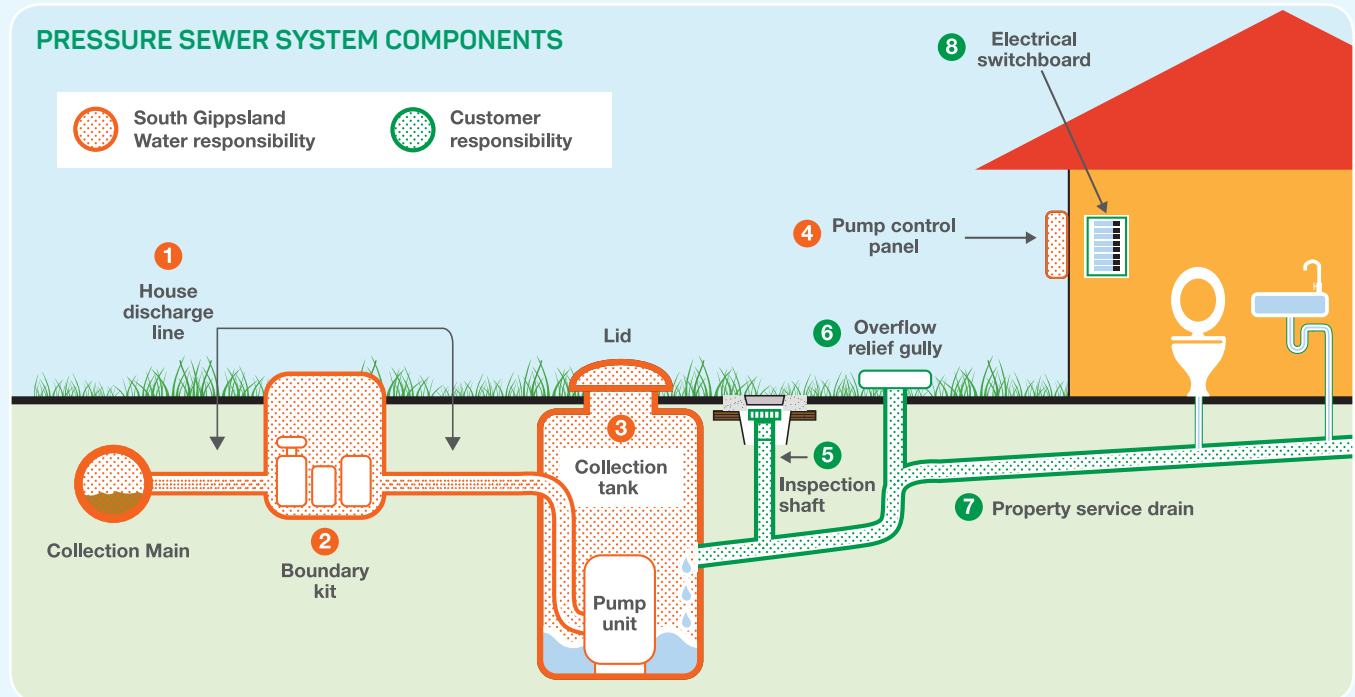 PRESSURE SEWER SYSTEM COMPONENTS
South Gippsland
Water responsibility
Customer
responsibility
8
Electrical
switchboard
4
Pump control
panel
1
House
discharge
line
6
Overflow
relief gully
Lid
3
Collection
tank
5
Inspection
shaft
7
Property service drain
Collection Main
2
Boundary
kit
Pump
unit